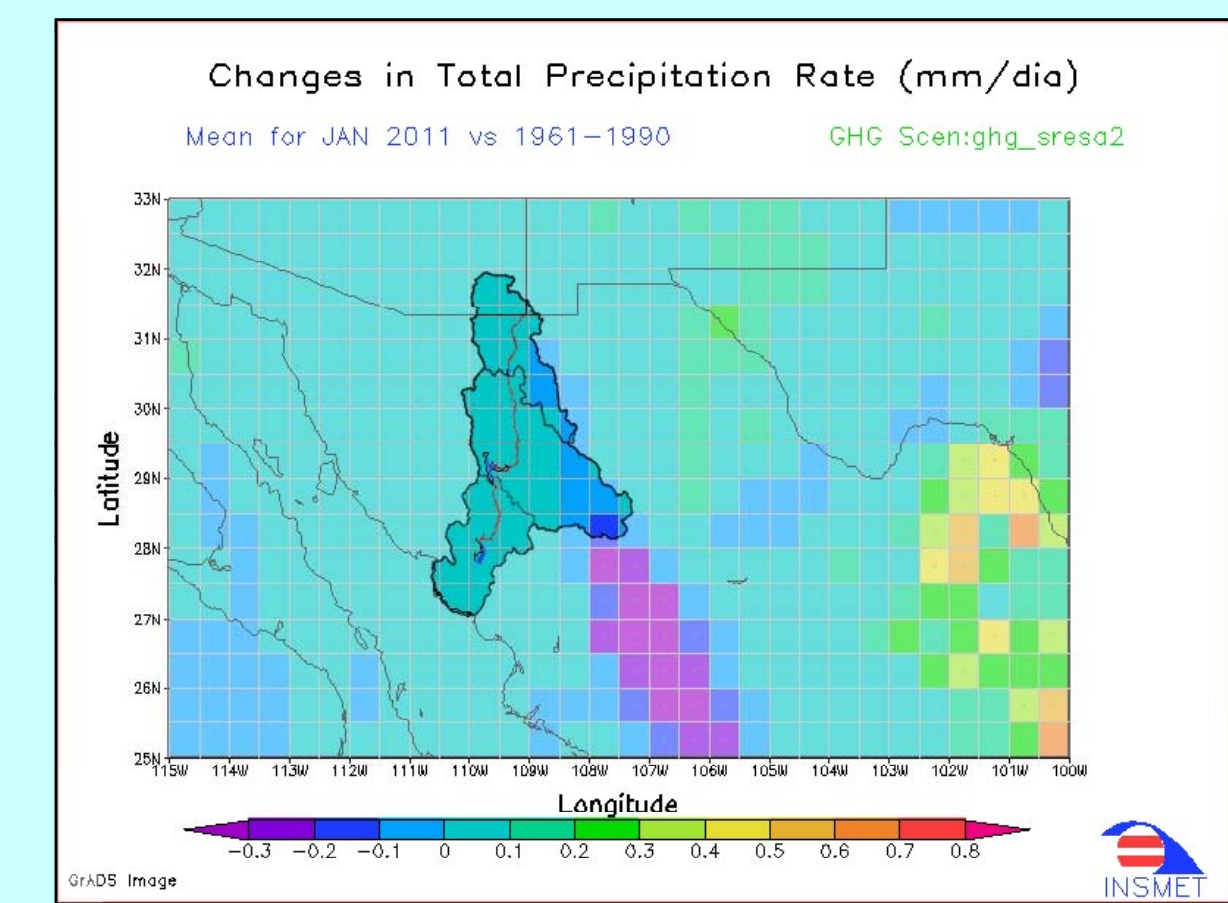 Changes in Total Precipitation Rate (mm/dia)
Mean for JAN 2011 vs 1961-1990 GHG Scen:ghg_sresa2
33N
32N
31N
30N
29N
28N
27N
26N
25N
Latitude
115W 114W 113W 112W 111W 110W 109W 108W 107W 106W 105W 104W 103W 102W 101W 100W
Longitude
-0.3 -0.2 -0.1 0 0.1 0.2 0.3 0.4 0.5 0.6 0.7 0.8
GrADS Image
INSMET